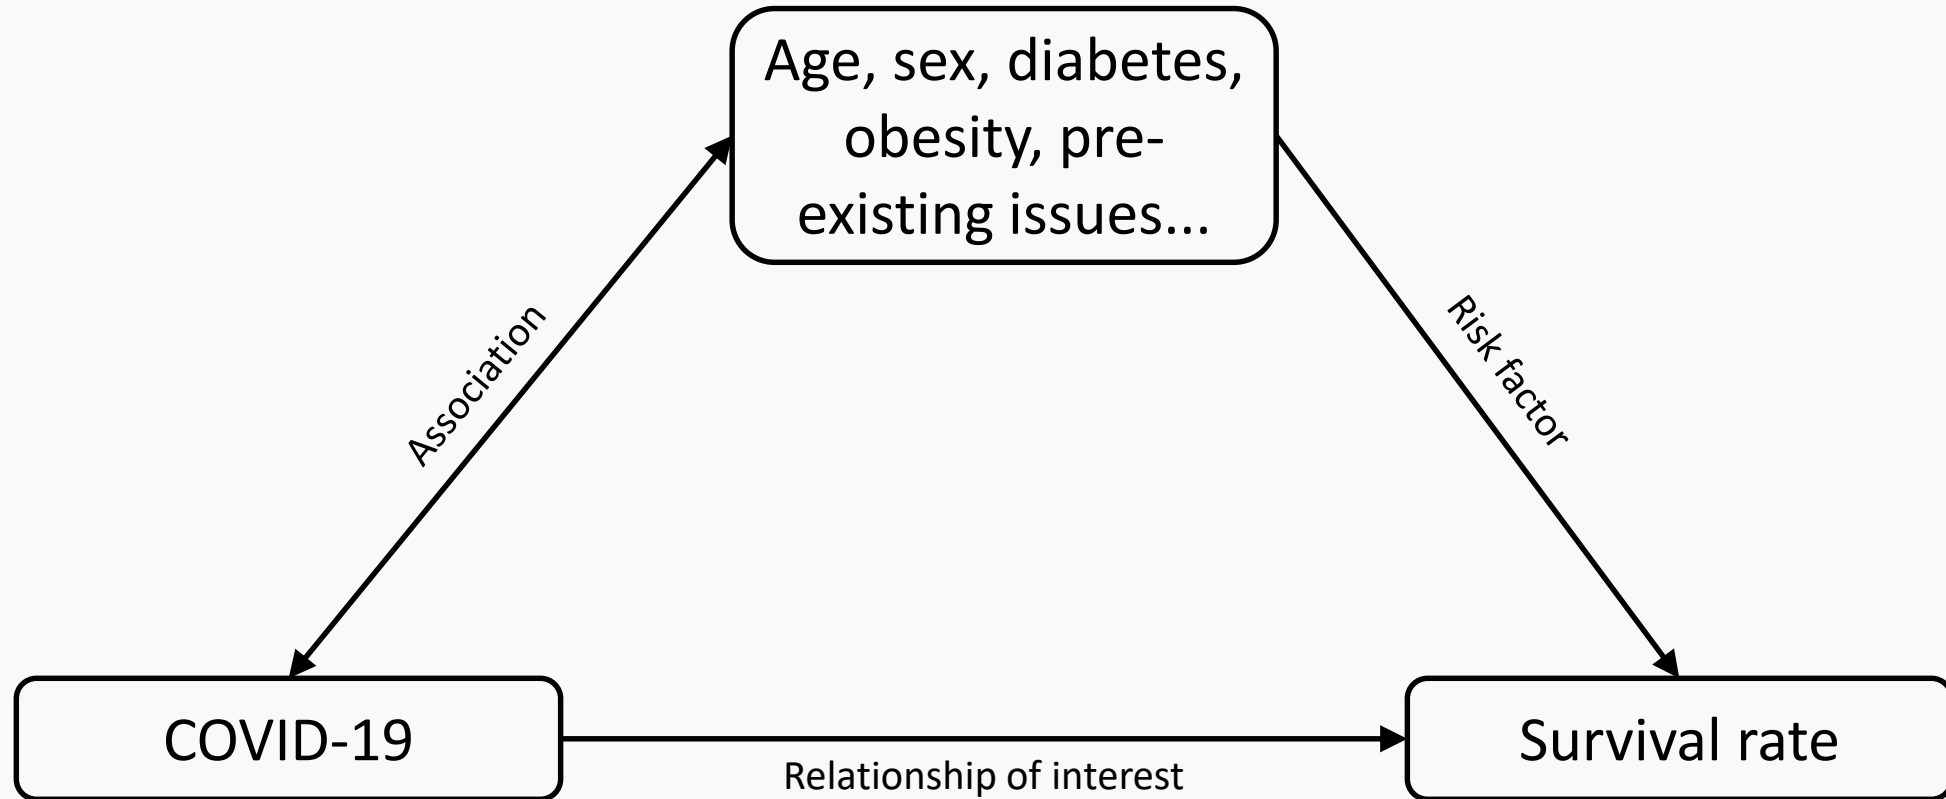 Age, sex, diabetes,
obesity, pre-
existing issues...
Association
Risk factor
COVID-19
Relationship of interest
Survival rate